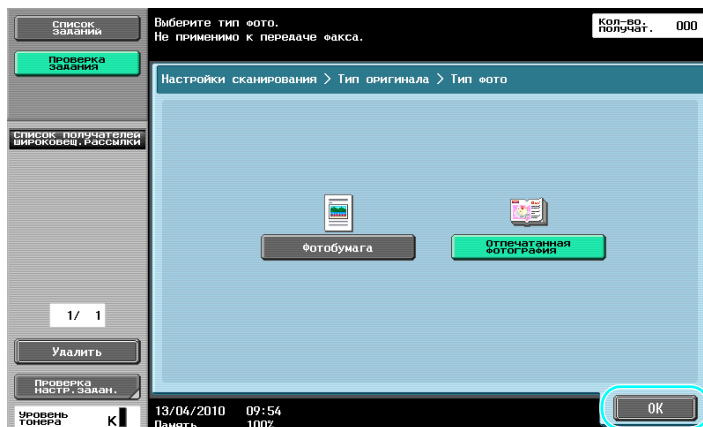 Список
заданий
Проверка
задания
Список получателей
широковещ.рассылки
1/ 1
Удалить
Проверка
настр.задан.
Уровень
тонера
K
Выберите тип фото.
Не применимо к передаче факса.
Кол-во.
получат.
000
Настройки сканирования > Тип оригинала > Тип фото
Фотобумага
Отпечатанная
фотография
13/04/2010 09:54
Память 100%
OK